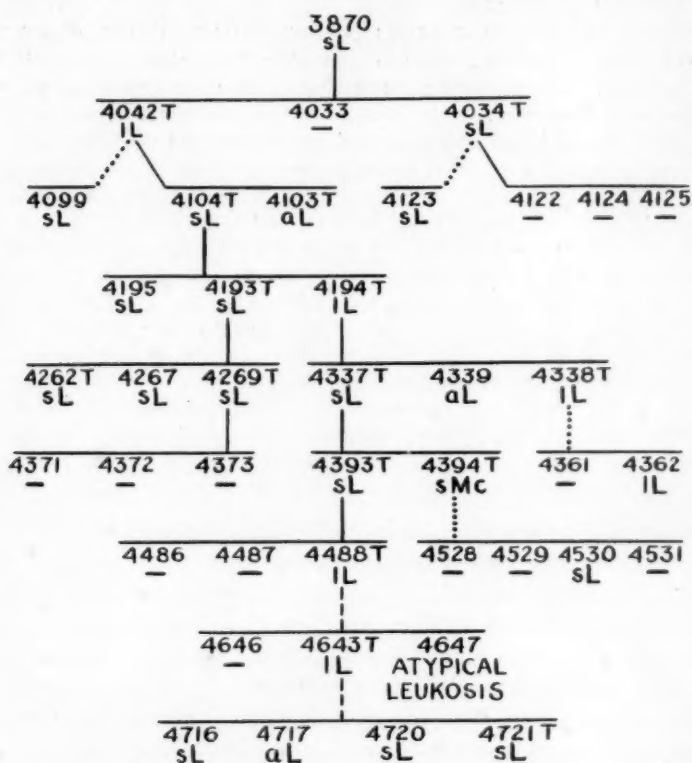 3870
sL
4042T 4033 4034T
lL — sL
4099 4104T 4103T 4123 4122 4124 4125
sL sL aL sL — — —
4195 4193T 4194T
sL sL lL
4262T 4267 4269T 4337T 4339 4338T
sL sL sL sL aL lL
4371 4372 4373 4393T 4394T 4361 4362
— — — sL sMc — lL
4486 4487 4488T 4528 4529 4530 4531
— — lL — — sL —
4646 4643T 4647
— lL ATYPICAL
LEUKOSIS
4716 4717 4720 4721T
sL aL sL sL